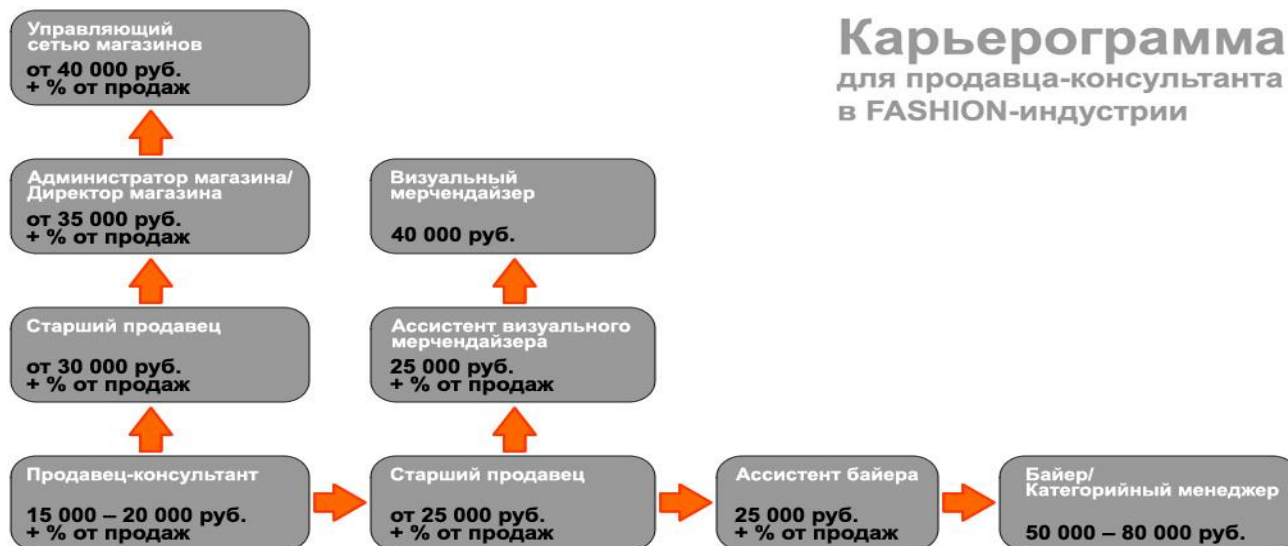 Карьерограмма
для продавца-консультанта
в FASHION-индустрии
Управляющий
сетью магазинов
от 40 000 руб.
+ % от продаж
Администратор магазина/
Директор магазина
от 35 000 руб.
+ % от продаж
Визуальный
мерчендайзер
40 000 руб.
Старший продавец
от 30 000 руб.
+ % от продаж
Ассистент визуального
мерчендайзера
25 000 руб.
+ % от продаж
Продавец-консультант
15 000 – 20 000 руб.
+ % от продаж
Старший продавец
от 25 000 руб.
+ % от продаж
Ассистент байера
25 000 руб.
+ % от продаж
Байер/
Категорийный менеджер
50 000 – 80 000 руб.